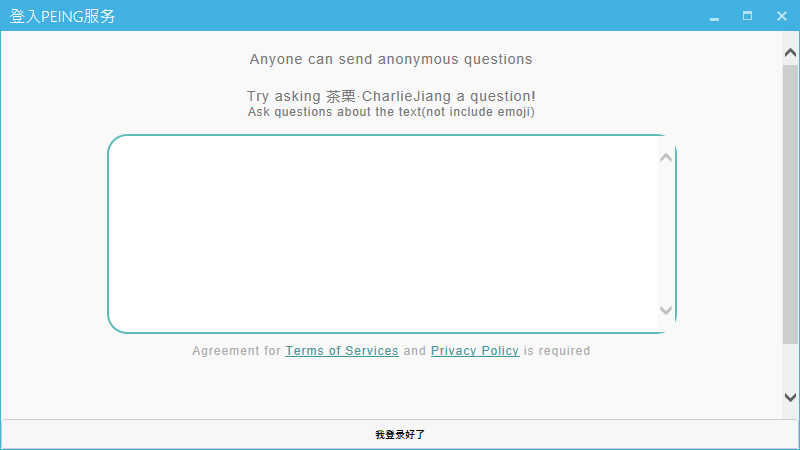 登入PEING服务
Anyone can send anonymous questions
Try asking 茶栗·CharlieJiang a question!
Ask questions about the text(not include emoji)
Agreement for Terms of Services and Privacy Policy is required
我登录好了